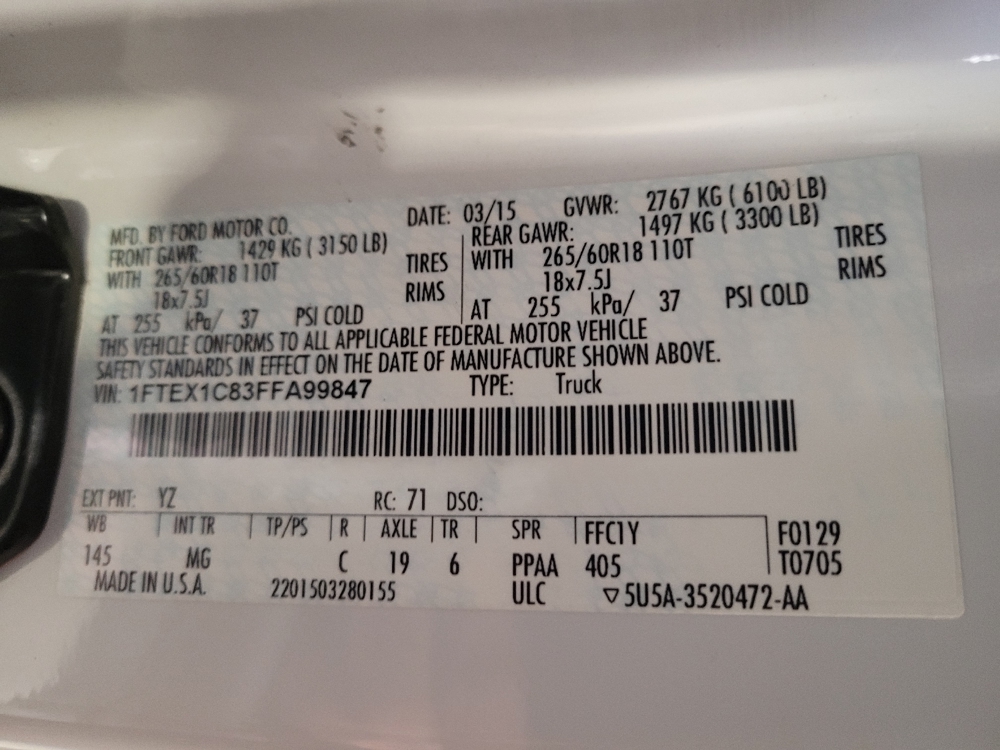 MFD. BY FORD MOTOR CO. DATE: 03/15 GVWR: 2767 KG ( 6100 LB)
FRONT GAWR: 1429 KG ( 3150 LB) REAR GAWR: 1497 KG ( 3300 LB)
WITH 265/60R18 110T TIRES WITH 265/60R18 110T TIRES
18x7.5J RIMS 18x7.5J RIMS
AT 255 kPa/ 37 PSI COLD AT 255 kPa/ 37 PSI COLD
THIS VEHICLE CONFORMS TO ALL APPLICABLE FEDERAL MOTOR VEHICLE
SAFETY STANDARDS IN EFFECT ON THE DATE OF MANUFACTURE SHOWN ABOVE.
VIN: 1FTEX1C83FFA99847 TYPE: Truck
EXT PNT: YZ RC: 71 DSO:
WB INT TR TP/PS R AXLE TR SPR FFC1Y F0129
145 MG C 19 6 PPAA 405 T0705
MADE IN U.S.A. 2201503280155 ULC ▽5U5A-3520472-AA